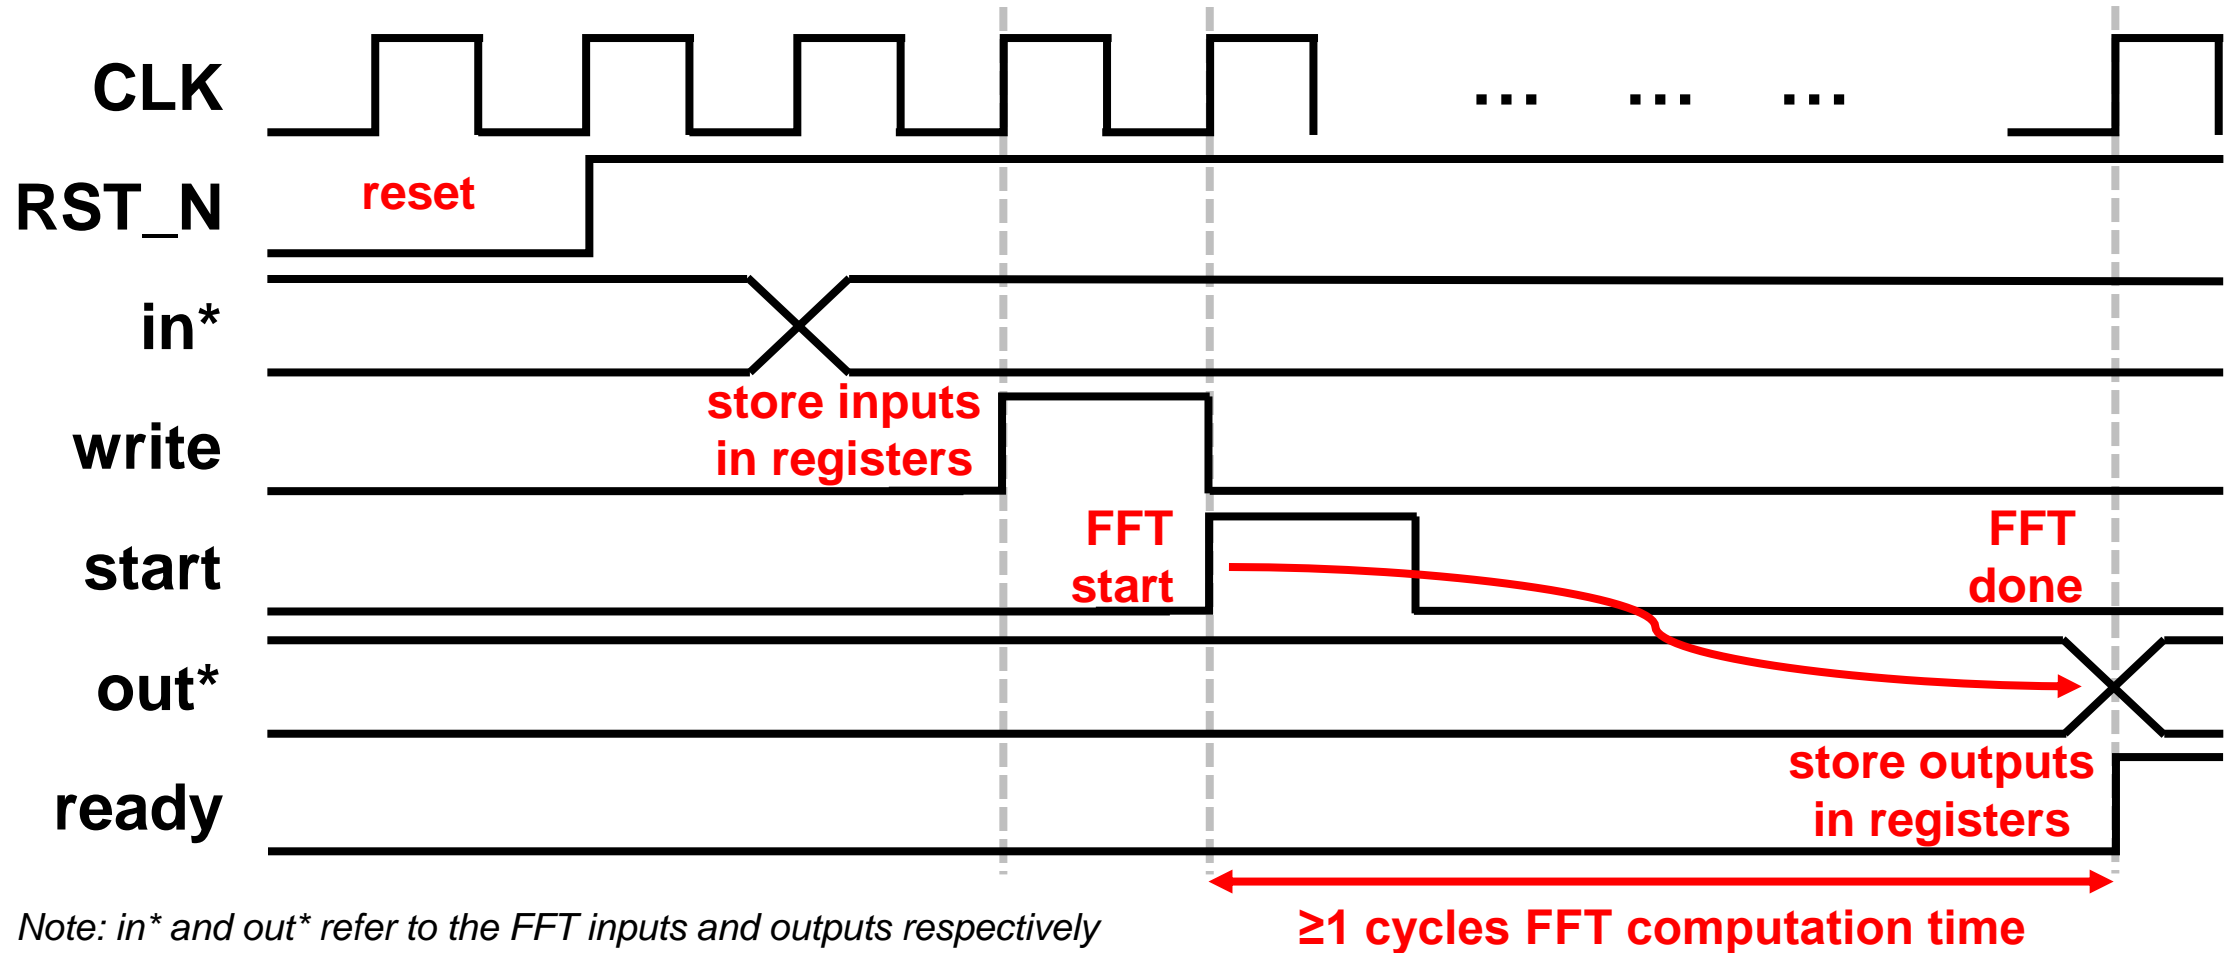 CLK
... ... ...
RST_N
reset
in*
store inputs
in registers
write
FFT
start
FFT
done
start
out*
store outputs
in registers
ready
Note: in* and out* refer to the FFT inputs and outputs respectively
≥1 cycles FFT computation time